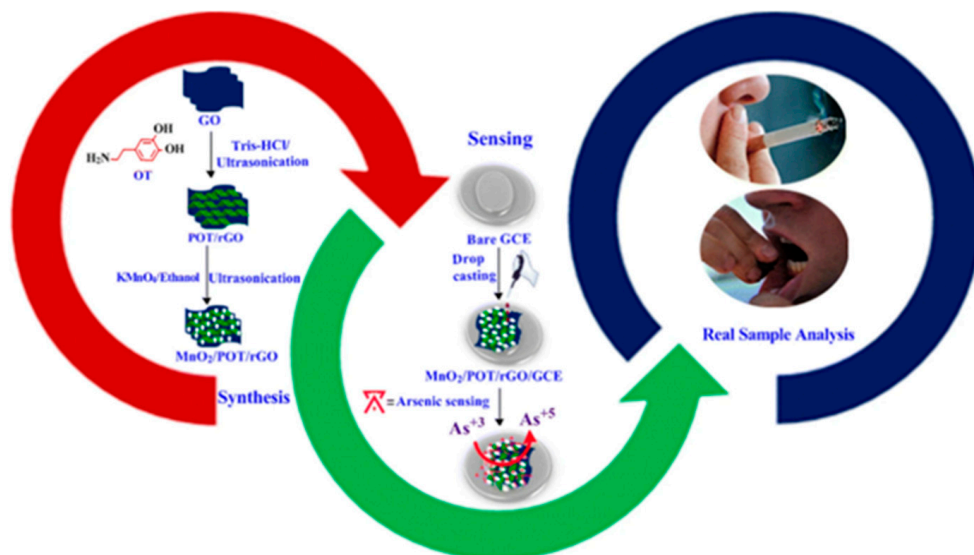 GO
OH
OH
H₂N
OT
Tris-HCl/
Ultrasonication
POT/rGO
KMnO₄/Ethanol
Ultrasonication
MnO₂/POT/rGO
Synthesis
Sensing
Bare GCE
Drop
casting
MnO₂/POT/rGO/GCE
=Arsenic sensing
As⁺³
As⁺⁵
Real Sample Analysis